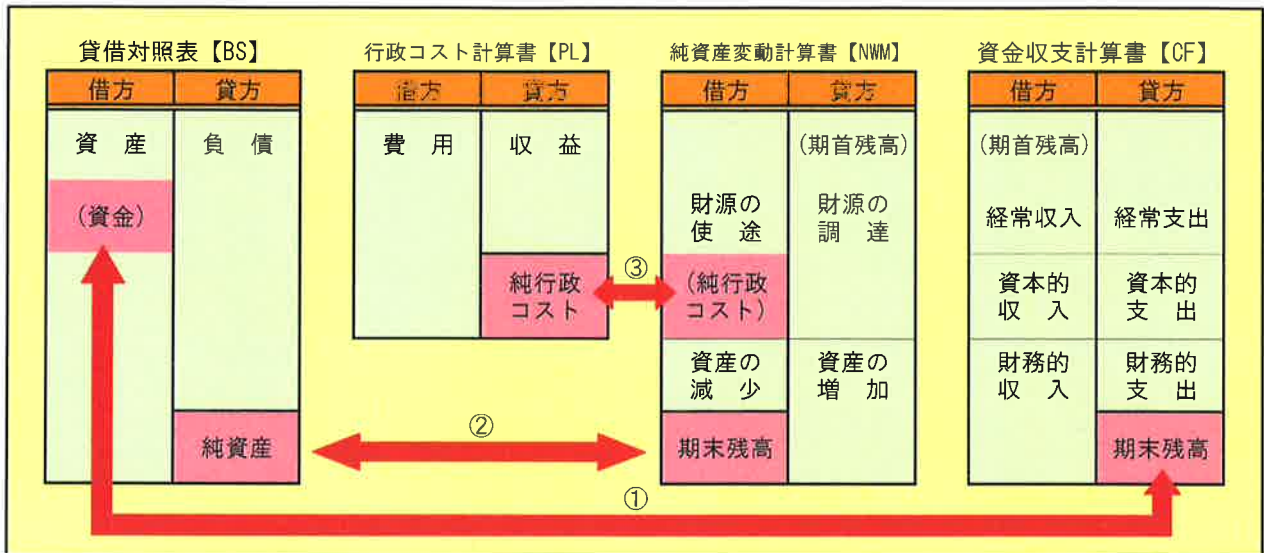 貸借対照表【BS】
借方 貸方
資 産 負 債
(資金)
純資産
行政コスト計算書【PL】
借方 貸方
費 用 収 益
純行政
コスト
純資産変動計算書【NWM】
借方 貸方
(期首残高)
財源の 財源の
使 途 調 達
(純行政
コスト)
資産の 資産の
減 少 増 加
期末残高
資金収支計算書【CF】
借方 貸方
(期首残高)
経常収入 経常支出
資本的 資本的
収 入 支 出
財務的 財務的
収 入 支 出
期末残高
③
②
①